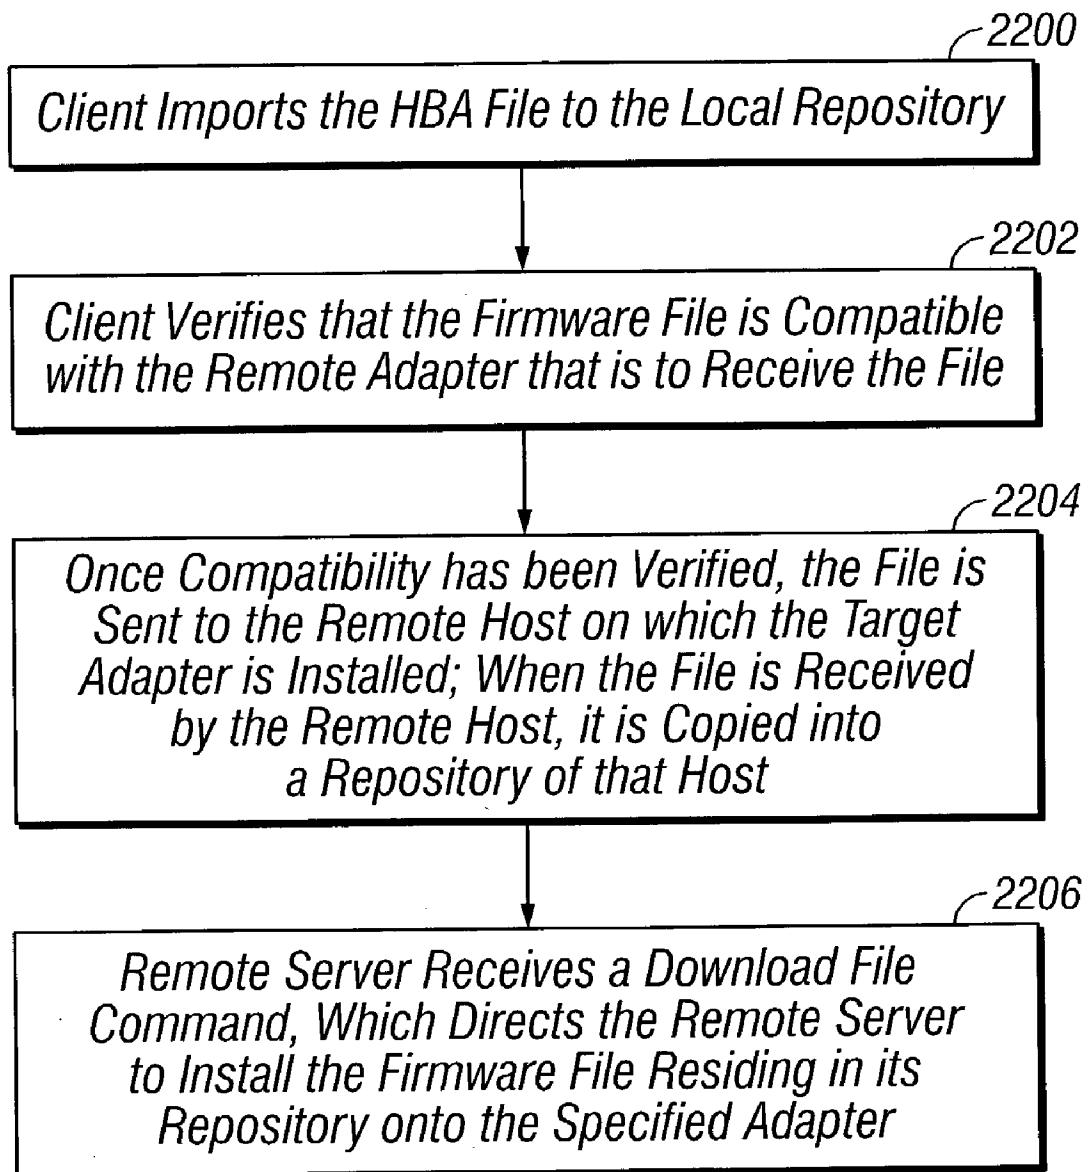 2200
Client Imports the HBA File to the Local Repository
2202
Client Verifies that the Firmware File is Compatible
with the Remote Adapter that is to Receive the File
2204
Once Compatibility has been Verified, the File is
Sent to the Remote Host on which the Target
Adapter is Installed; When the File is Received
by the Remote Host, it is Copied into
a Repository of that Host
2206
Remote Server Receives a Download File
Command, Which Directs the Remote Server
to Install the Firmware File Residing in its
Repository onto the Specified Adapter